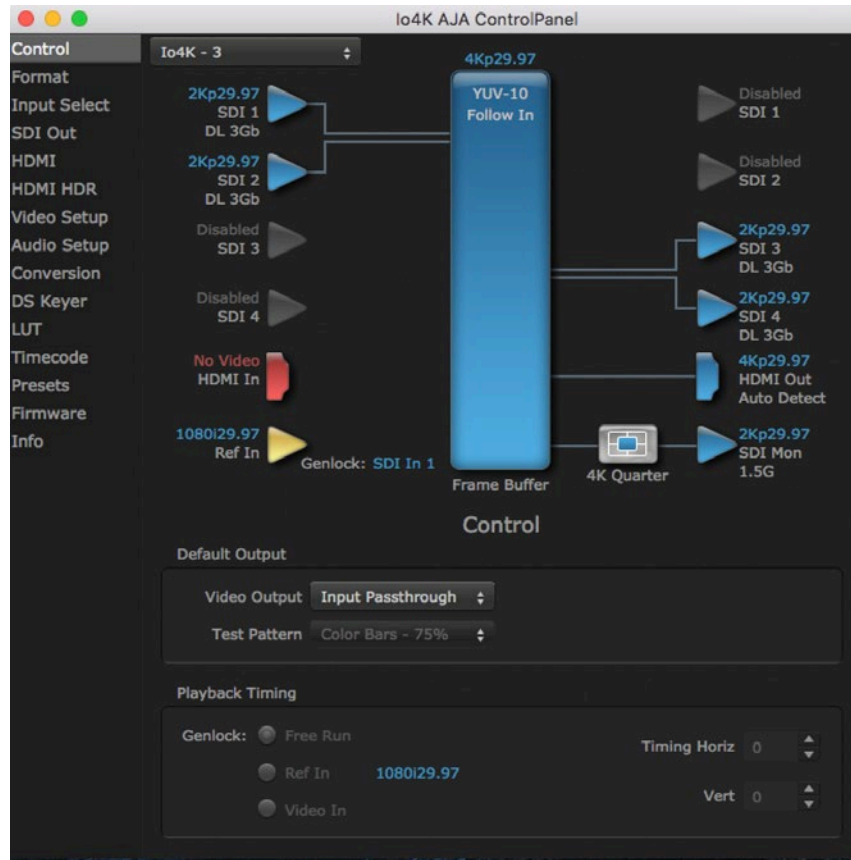 Io4K AJA ControlPanel
Control
Format
Input Select
SDI Out
HDMI
HDMI HDR
Video Setup
Audio Setup
Conversion
DS Keyer
LUT
Timecode
Presets
Firmware
Info
Io4K - 3
2Kp29.97
SDI 1
DL 3Gb
2Kp29.97
SDI 2
DL 3Gb
Disabled
SDI 3
Disabled
SDI 4
No Video
HDMI In
1080i29.97
Ref In
Genlock: SDI In 1
4Kp29.97
YUV-10
Follow In
Frame Buffer
4K Quarter
Disabled
SDI 1
Disabled
SDI 2
2Kp29.97
SDI 3
DL 3Gb
2Kp29.97
SDI 4
DL 3Gb
4Kp29.97
HDMI Out
Auto Detect
2Kp29.97
SDI Mon
1.5G
Control
Default Output
Video Output Input Passthrough
Test Pattern Color Bars - 75%
Playback Timing
Genlock: Free Run
Ref In 1080i29.97
Video In
Timing Horiz 0
Vert 0